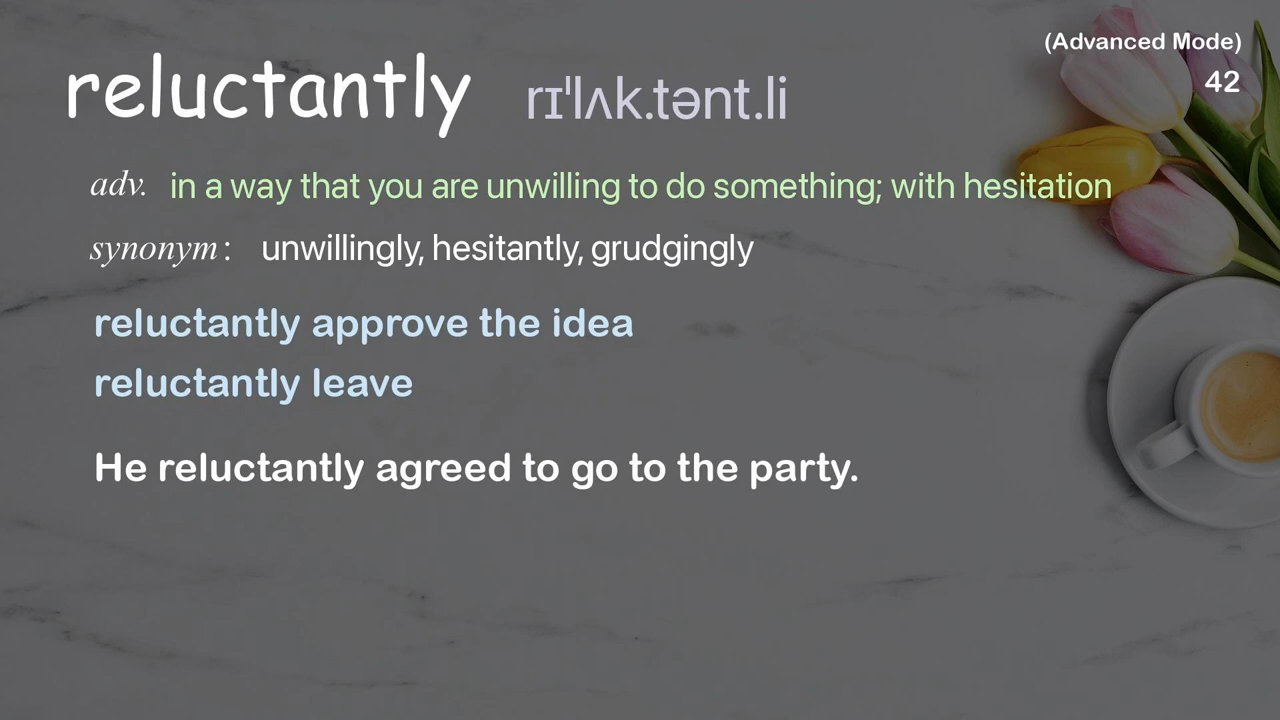 (Advanced Mode)
42
reluctantly rɪˈlʌk.tənt.li
adv. in a way that you are unwilling to do something; with hesitation
synonym: unwillingly, hesitantly, grudgingly
reluctantly approve the idea
reluctantly leave
He reluctantly agreed to go to the party.